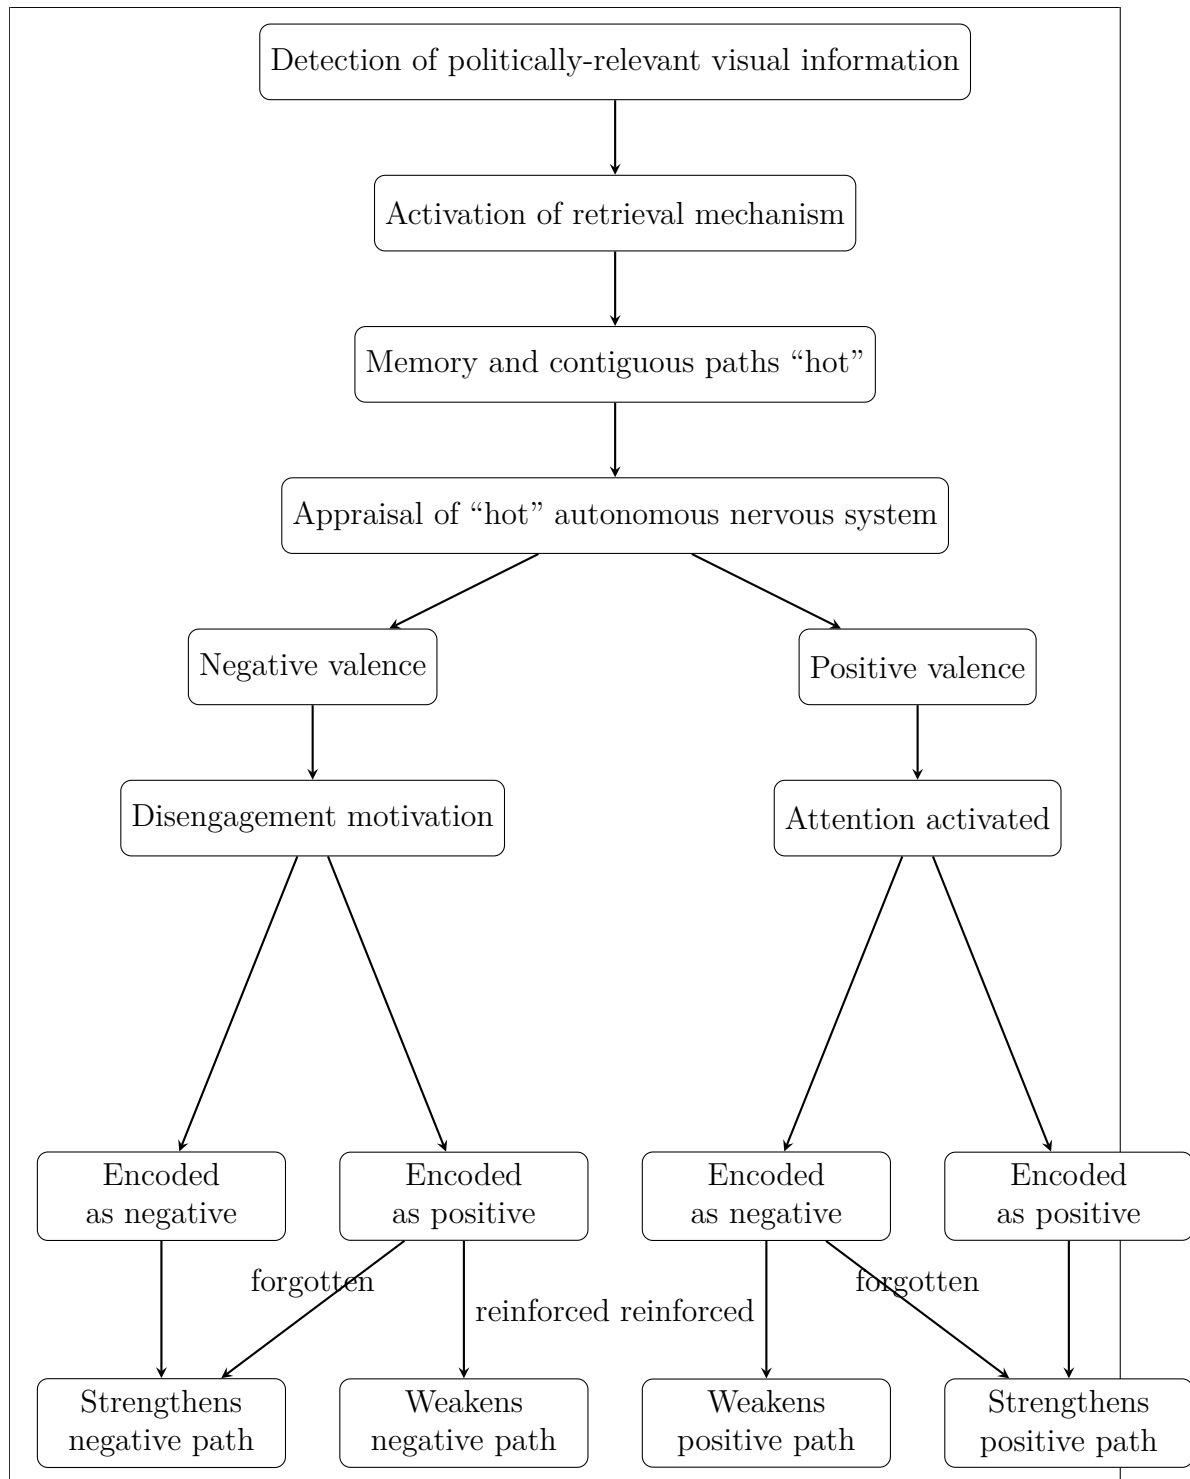 Detection of politically-relevant visual information
Activation of retrieval mechanism
Memory and contiguous paths “hot”
Appraisal of “hot” autonomous nervous system
Negative valence
Positive valence
Disengagement motivation
Attention activated
Encoded
as negative
Encoded
as positive
Encoded
as negative
Encoded
as positive
forgotten
forgotten
reinforced
reinforced
Strengthens
negative path
Weakens
negative path
Weakens
positive path
Strengthens
positive path